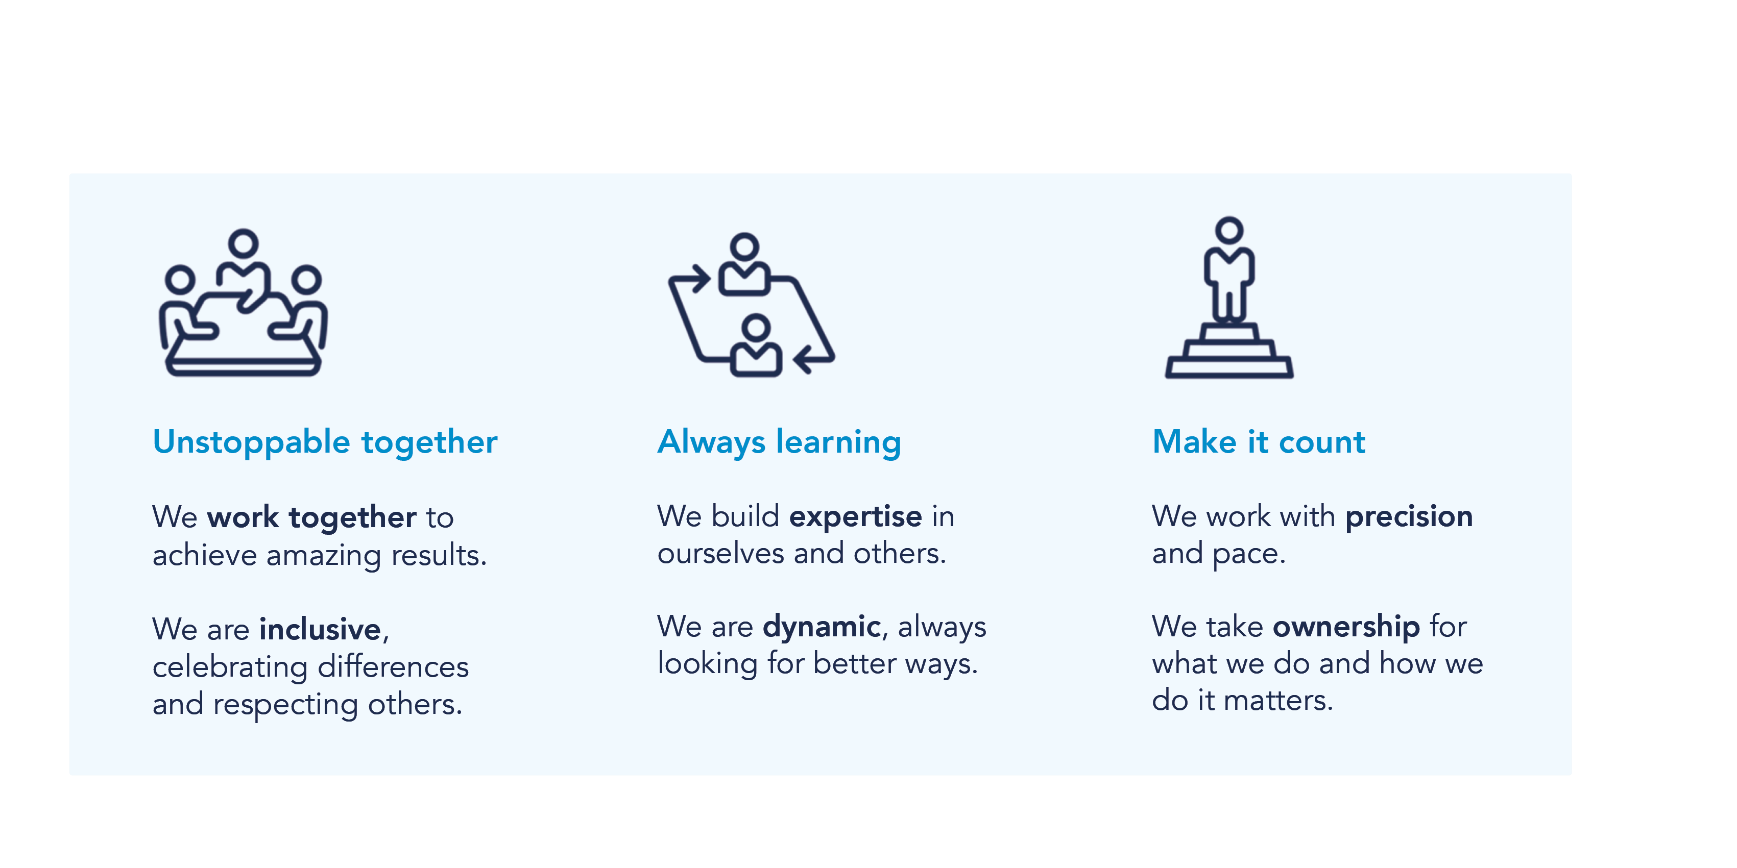 Unstoppable together
We work together to
achieve amazing results.
We are inclusive,
celebrating differences
and respecting others.
Always learning
We build expertise in
ourselves and others.
We are dynamic, always
looking for better ways.
Make it count
We work with precision
and pace.
We take ownership for
what we do and how we
do it matters.